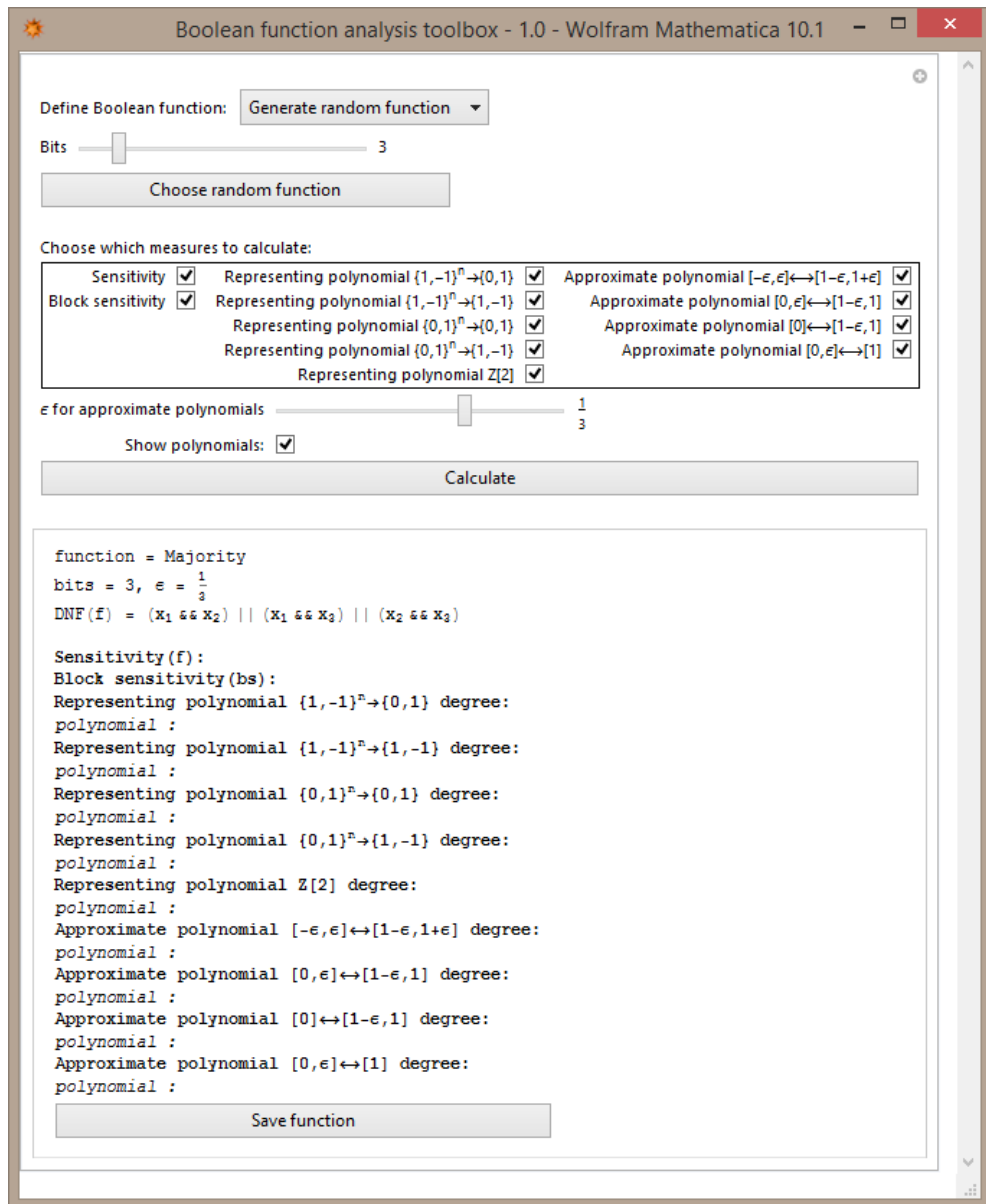 Boolean function analysis toolbox - 1.0 - Wolfram Mathematica 10.1
Define Boolean function: Generate random function
Bits 3
Choose random function
Choose which measures to calculate:
Sensitivity Representing polynomial {1,-1}ⁿ→{0,1} Approximate polynomial [-ϵ,ϵ]⟷[1-ϵ,1+ϵ]
Block sensitivity Representing polynomial {1,-1}ⁿ→{1,-1} Approximate polynomial [0,ϵ]⟷[1-ϵ,1]
Representing polynomial {0,1}ⁿ→{0,1} Approximate polynomial [0]⟷[1-ϵ,1]
Representing polynomial {0,1}ⁿ→{1,-1} Approximate polynomial [0,ϵ]⟷[1]
Representing polynomial Z[2]
ϵ for approximate polynomials 1/3
Show polynomials:
Calculate
function = Majority
bits = 3, ϵ = 1/3
DNF(f) = (x₁ && x₂) || (x₁ && x₃) || (x₂ && x₃)
Sensitivity(f):
Block sensitivity(bs):
Representing polynomial {1,-1}ⁿ→{0,1} degree:
polynomial :
Representing polynomial {1,-1}ⁿ→{1,-1} degree:
polynomial :
Representing polynomial {0,1}ⁿ→{0,1} degree:
polynomial :
Representing polynomial {0,1}ⁿ→{1,-1} degree:
polynomial :
Representing polynomial Z[2] degree:
polynomial :
Approximate polynomial [-ϵ,ϵ]↔[1-ϵ,1+ϵ] degree:
polynomial :
Approximate polynomial [0,ϵ]↔[1-ϵ,1] degree:
polynomial :
Approximate polynomial [0]↔[1-ϵ,1] degree:
polynomial :
Approximate polynomial [0,ϵ]↔[1] degree:
polynomial :
Save function